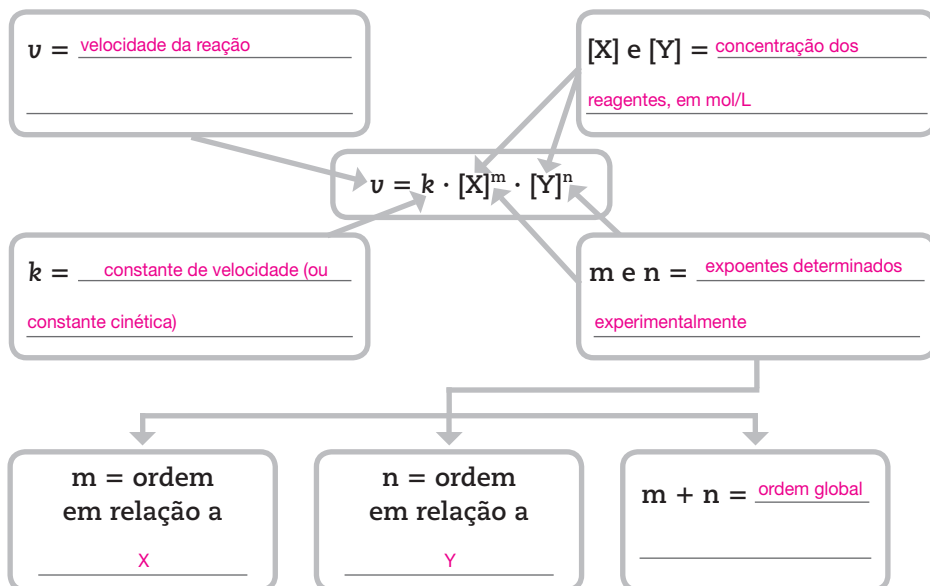 v = velocidade da reação
[X] e [Y] = concentração dos
reagentes, em mol/L
v = k · [X]^m · [Y]^n
k = constante de velocidade (ou
constante cinética)
m e n = expoentes determinados
experimentalmente
m = ordem
em relação a
X
n = ordem
em relação a
Y
m + n = ordem global